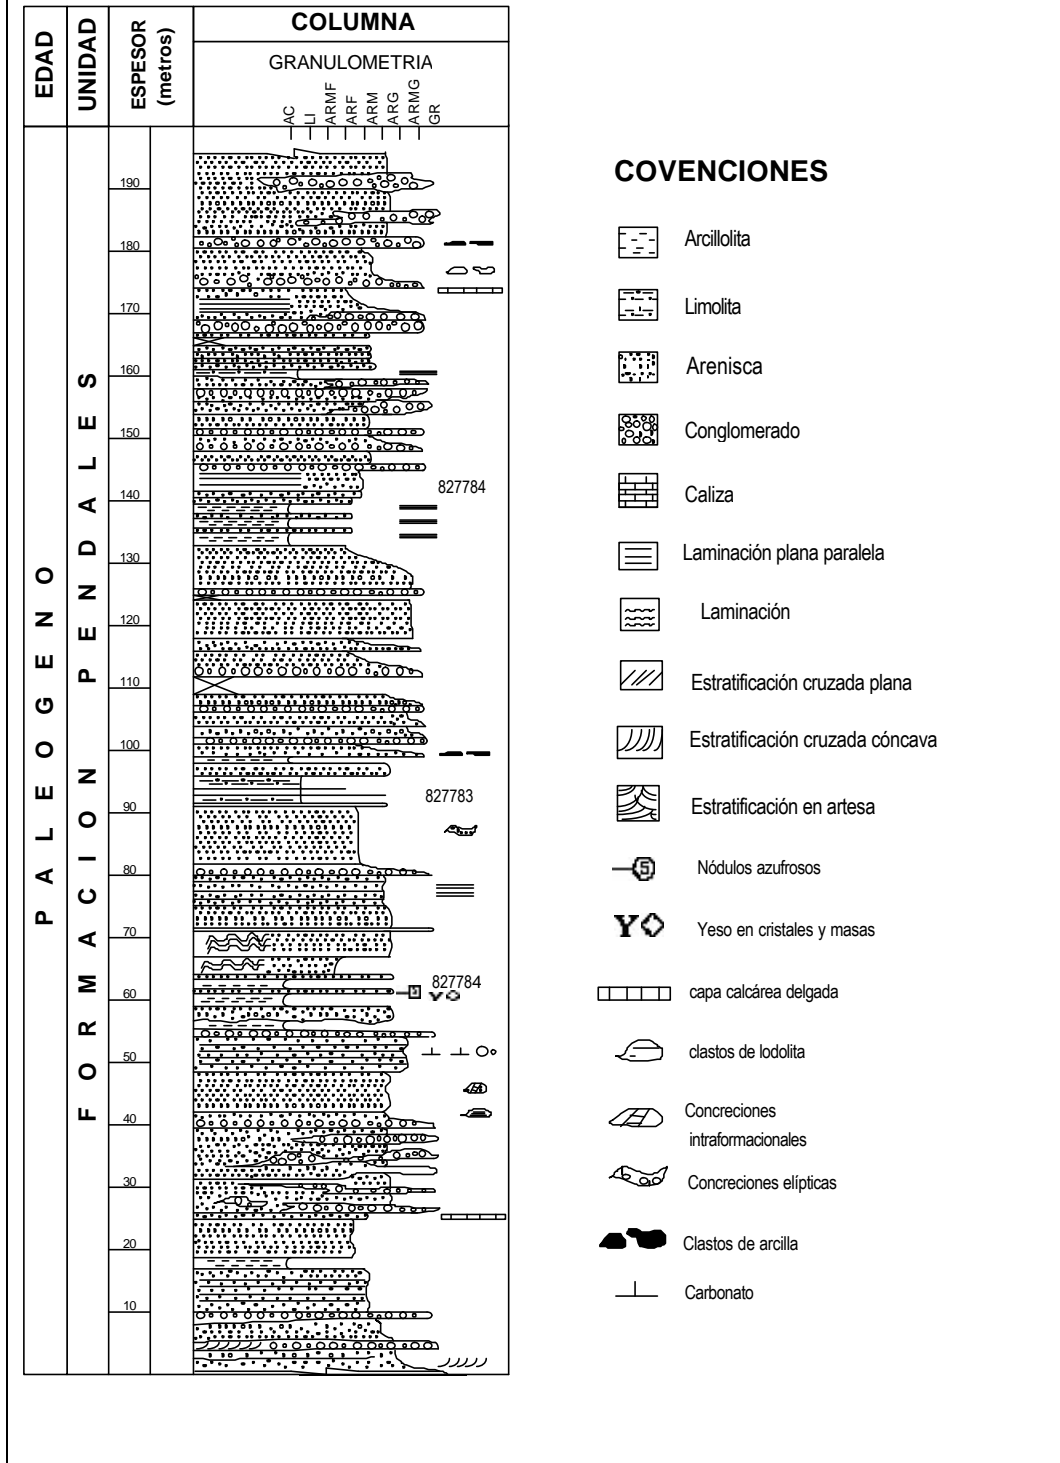 EDAD
UNIDAD
ESPESOR
(metros)
COLUMNA
GRANULOMETRIA
AC
LI
ARMF
ARF
ARM
ARG
ARMG
GR
PALEOGENO
FORMACION PENDALES
190
180
170
160
150
140
130
120
110
100
90
80
70
60
50
40
30
20
10
827784
827783
827784
COVENCIONES
Arcillolita
Limolita
Arenisca
Conglomerado
Caliza
Laminación plana paralela
Laminación
Estratificación cruzada plana
Estratificación cruzada cóncava
Estratificación en artesa
Nódulos azufrosos
Yeso en cristales y masas
capa calcárea delgada
clastos de lodolita
Concreciones
intraformacionales
Concreciones elípticas
Clastos de arcilla
Carbonato